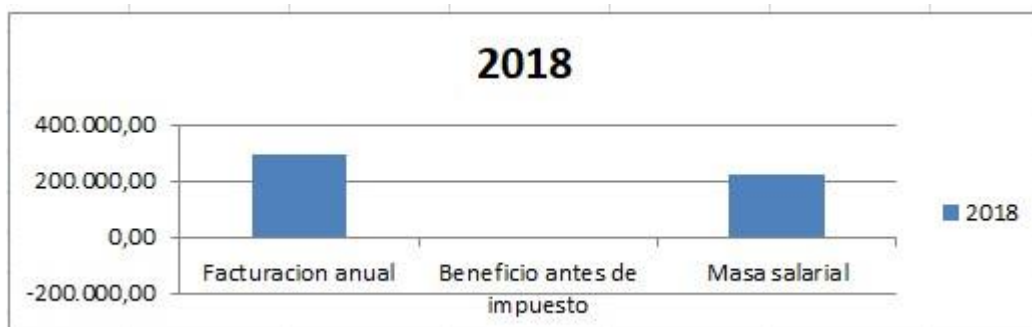 2018
400.000,00
200.000,00
0,00
-200.000,00
Facturacion anual
Beneficio antes de
impuesto
Masa salarial
2018